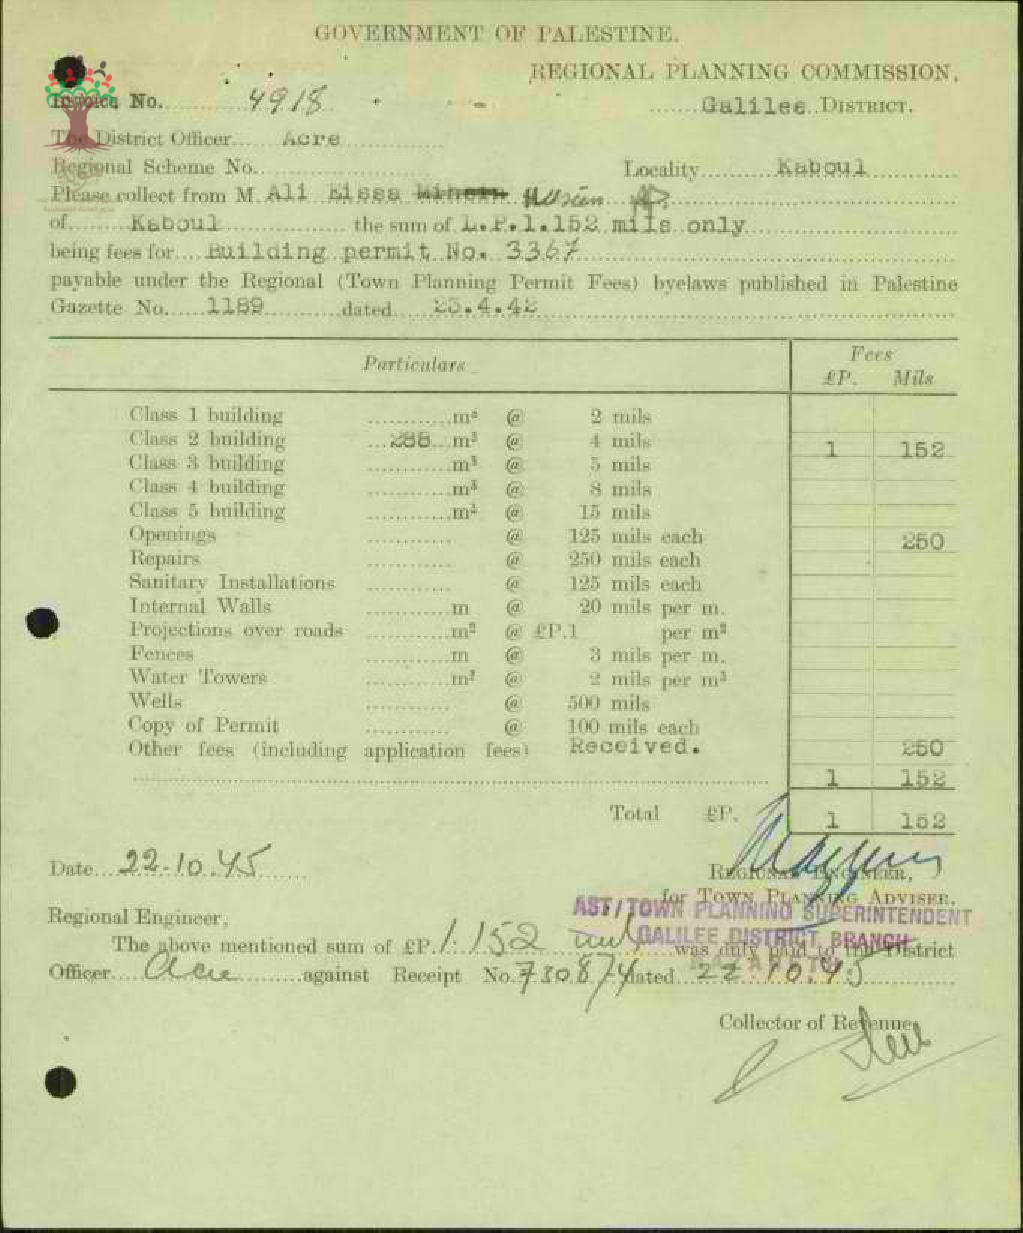 GOVERNMENT OF PALESTINE.
REGIONAL PLANNING COMMISSION,
Invoice No. 4918
Galilee DISTRICT.
The District Officer Acre
Regional Scheme No. Locality Kaboul
Please collect from M. Ali Eissa Husein
of Kaboul the sum of L.P.1.152 mils only
being fees for Building permit No. 3367
payable under the Regional (Town Planning Permit Fees) byelaws published in Palestine
Gazette No. 1189 dated 23.4.42
Particulars Fees
£P. Mils
Class 1 building m³ @ 2 mils
Class 2 building 288 m³ @ 4 mils 1 152
Class 3 building m³ @ 5 mils
Class 4 building m³ @ 8 mils
Class 5 building m³ @ 15 mils
Openings @ 125 mils each 250
Repairs @ 250 mils each
Sanitary Installations @ 125 mils each
Internal Walls m @ 20 mils per m.
Projections over roads m² @ £P.1 per m²
Fences m @ 3 mils per m.
Water Towers m³ @ 2 mils per m³
Wells @ 500 mils
Copy of Permit @ 100 mils each
Other fees (including application fees) Received. 250
1 152
Total £P. 1 152
Date 22.10.45
REGIONAL ENGINEER,
for TOWN PLANNING ADVISER.
AST/TOWN PLANNING SUPERINTENDENT
Regional Engineer,
GALILEE DISTRICT BRANCH
The above mentioned sum of £P. 1.152 mils was duly paid to the District
NAZARETH
Officer Acre against Receipt No. 730874 dated 22.10.45
Collector of Revenue